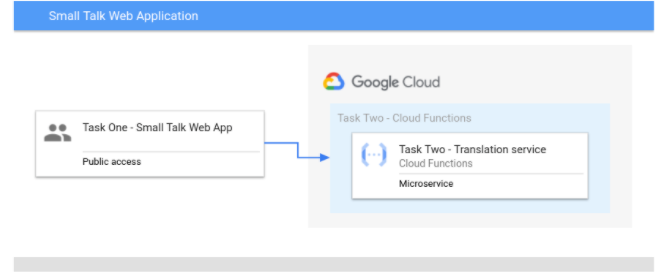 Small Talk Web Application
Google Cloud
Task Two - Cloud Functions
Task One - Small Talk Web App
Public access
Task Two - Translation service
Cloud Functions
Microservice